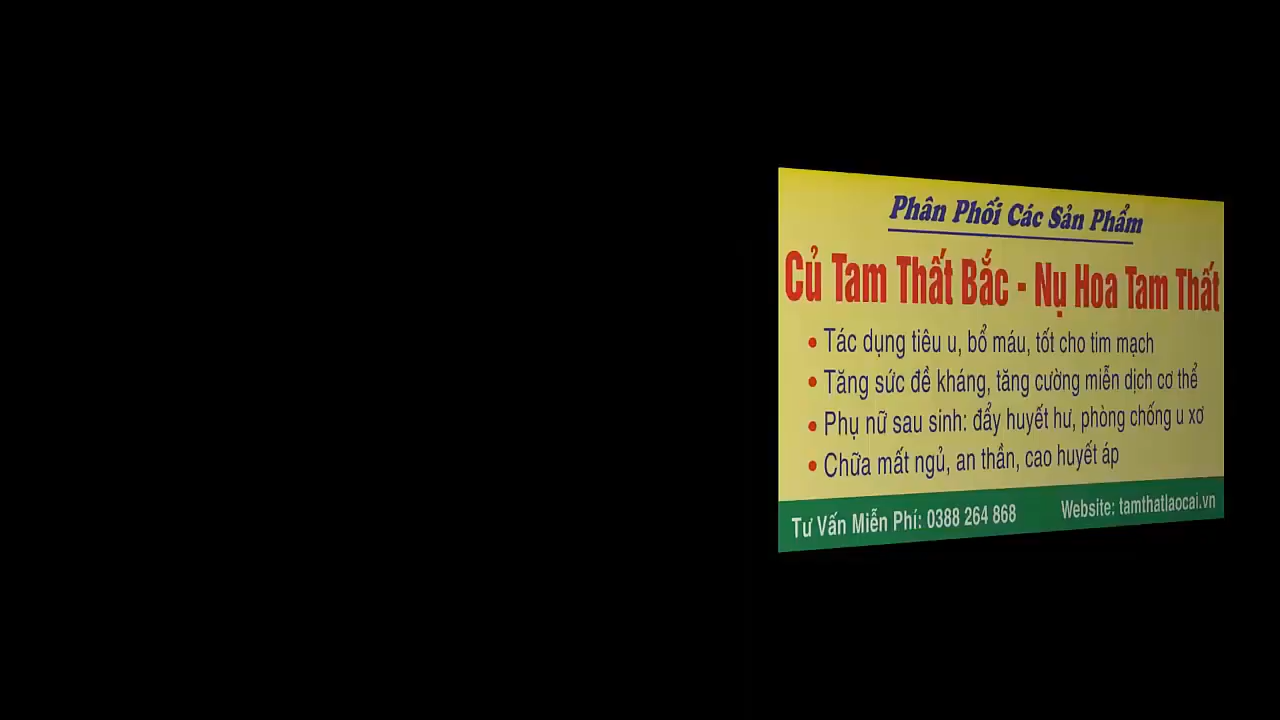 Phân Phối Các Sản Phẩm
Củ Tam Thất Bắc - Nụ Hoa Tam Thất
• Tác dụng tiêu u, bổ máu, tốt cho tim mạch
• Tăng sức đề kháng, tăng cường miễn dịch cơ thể
• Phụ nữ sau sinh: đẩy huyết hư, phòng chống u xơ
• Chữa mất ngủ, an thần, cao huyết áp
Tư Vấn Miễn Phí: 0388 264 868 Website: tamthatlaocai.vn